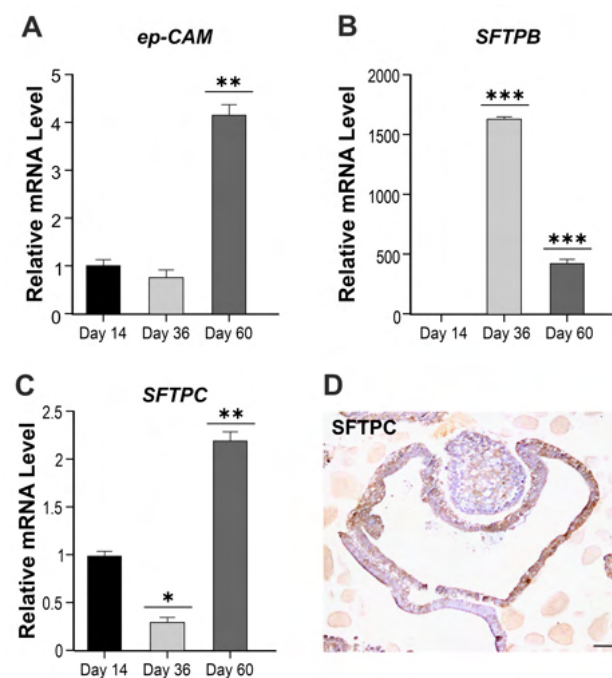 A
ep-CAM
Relative mRNA Level
5
4
3
2
1
0
**
Day 14 Day 36 Day 60
B
SFTPB
Relative mRNA Level
2000
1500
1000
500
0
***
***
Day 14 Day 36 Day 60
C
SFTPC
Relative mRNA Level
2.5
2
1.5
1
0.5
0
*
**
Day 14 Day 36 Day 60
D
SFTPC